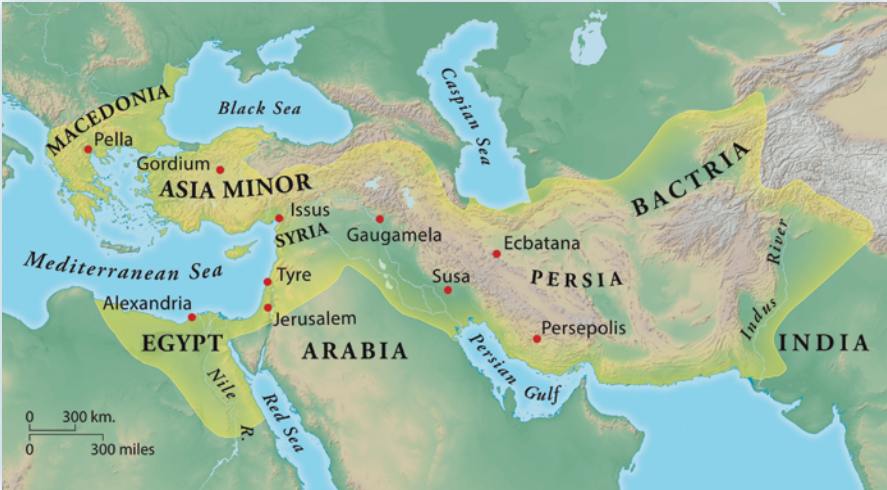 Caspian Sea
MACEDONIA
Black Sea
Pella
Gordium
ASIA MINOR
BACTRIA
Issus
SYRIA
Gaugamela
Ecbatana
Indus River
Mediterranean Sea
Tyre
Susa
PERSIA
Alexandria
Jerusalem
Persepolis
EGYPT
ARABIA
Persian Gulf
INDIA
Nile R.
Red Sea
0 300 km.
0 300 miles